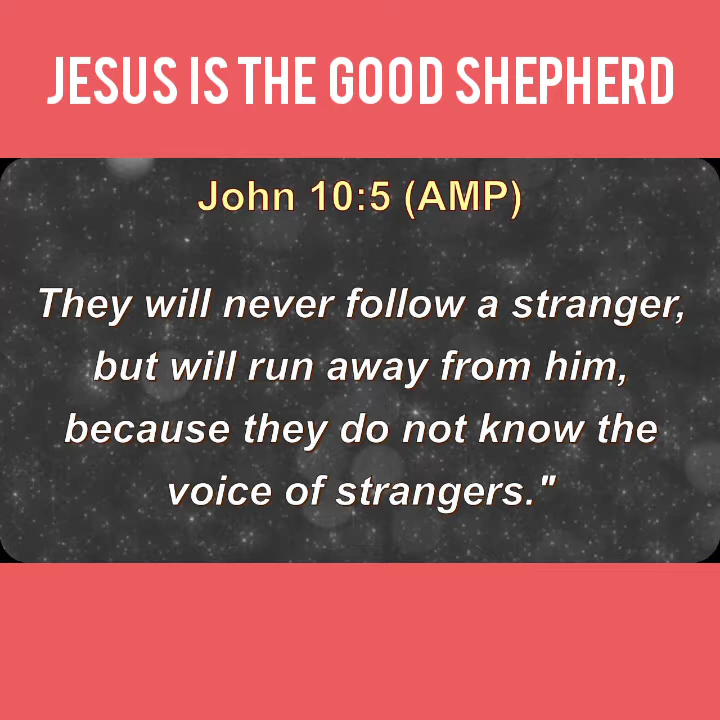 JESUS IS THE GOOD SHEPHERD
John 10:5 (AMP)
They will never follow a stranger,
but will run away from him,
because they do not know the
voice of strangers."